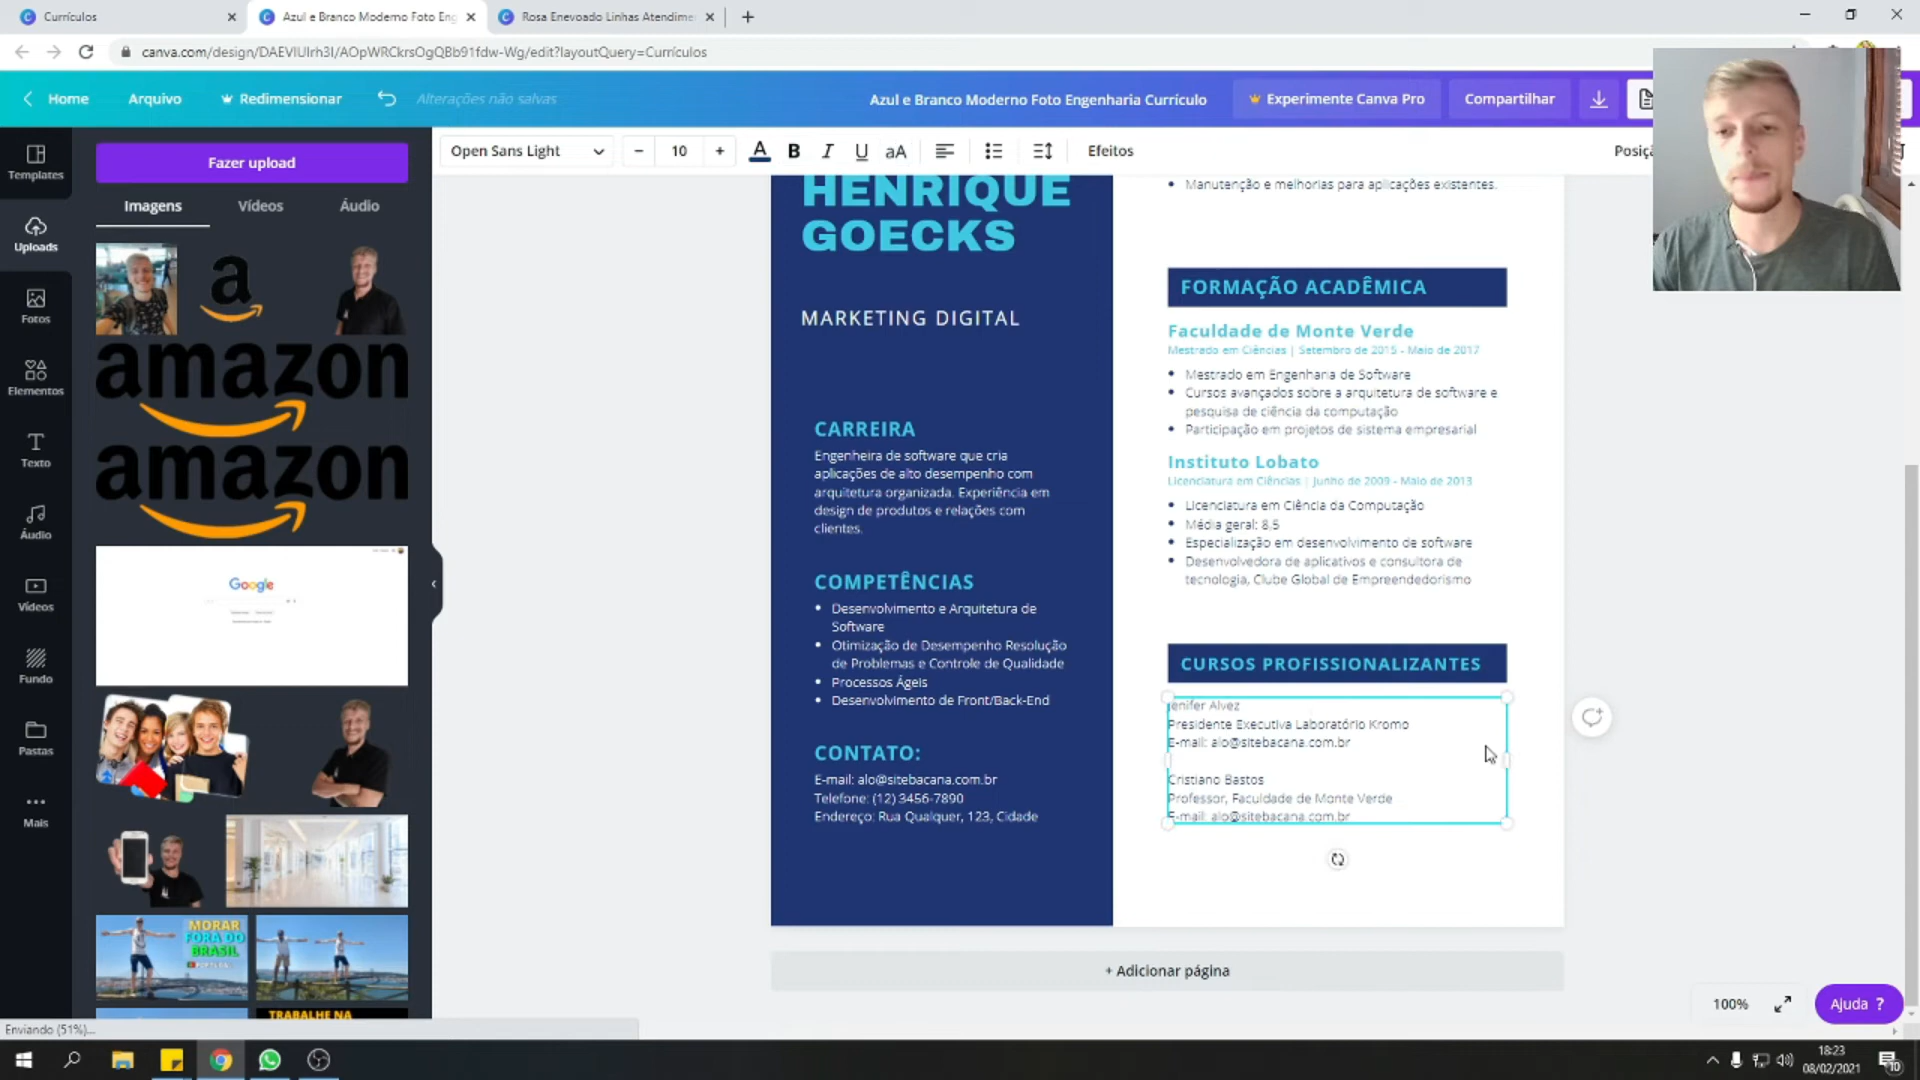 Currículos
Azul e Branco Moderno Foto Eng
Rosa Enevoado Linhas Atendime
canva.com/design/DAEVIUIrh3I/AOpWRCkrsOgQBb91fdw-Wg/edit?layoutQuery=Currículos
Home
Arquivo
Redimensionar
Alterações não salvas
Azul e Branco Moderno Foto Engenharia Currículo
Experimente Canva Pro
Compartilhar
Templates
Uploads
Fotos
Elementos
Texto
Áudio
Vídeos
Fundo
Pastas
Mais
Fazer upload
Imagens
Vídeos
Áudio
a
amazon
amazon
Google
MORAR
FORA DO
BRASIL
PORTUGAL
TRABALHE NA
Open Sans Light
– 10 +
A B I U aA
Efeitos
HENRIQUE
GOECKS
MARKETING DIGITAL
CARREIRA
Engenheira de software que cria
aplicações de alto desempenho com
arquitetura organizada. Experiência em
design de produtos e relações com
clientes.
COMPETÊNCIAS
• Desenvolvimento e Arquitetura de
Software
• Otimização de Desempenho Resolução
de Problemas e Controle de Qualidade
• Processos Ágeis
• Desenvolvimento de Front/Back-End
CONTATO:
E-mail: alo@sitebacana.com.br
Telefone: (12) 3456-7890
Endereço: Rua Qualquer, 123, Cidade
• Manutenção e melhorias para aplicações existentes.
FORMAÇÃO ACADÊMICA
Faculdade de Monte Verde
Mestrado em Ciências | Setembro de 2015 - Maio de 2017
• Mestrado em Engenharia de Software
• Cursos avançados sobre a arquitetura de software e
pesquisa de ciência da computação
• Participação em projetos de sistema empresarial
Instituto Lobato
Licenciatura em Ciências | Junho de 2009 - Maio de 2013
• Licenciatura em Ciência da Computação
• Média geral: 8.5
• Especialização em desenvolvimento de software
• Desenvolvedora de aplicativos e consultora de
tecnologia, Clube Global de Empreendedorismo
CURSOS PROFISSIONALIZANTES
Jenifer Alvez
Presidente Executiva Laboratório Kromo
E-mail: alo@sitebacana.com.br
Cristiano Bastos
Professor, Faculdade de Monte Verde
E-mail: alo@sitebacana.com.br
+ Adicionar página
100%
Ajuda ?
Enviando (51%)...
18:23
08/02/2021
10